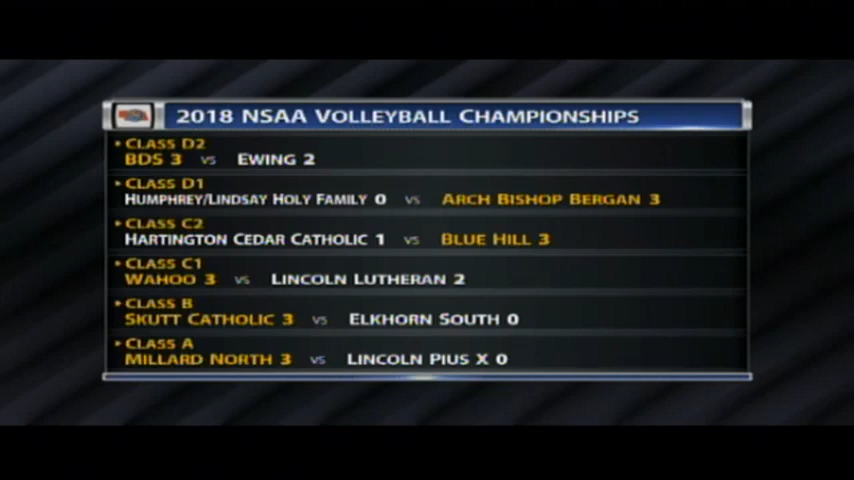 2018 NSAA Volleyball Championships
Class D2
BDS 3 vs Ewing 2
Class D1
Humphrey/Lindsay Holy Family 0 vs Arch Bishop Bergan 3
Class C2
Hartington Cedar Catholic 1 vs Blue Hill 3
Class C1
Wahoo 3 vs Lincoln Lutheran 2
Class B
Skutt Catholic 3 vs Elkhorn South 0
Class A
Millard North 3 vs Lincoln Pius X 0